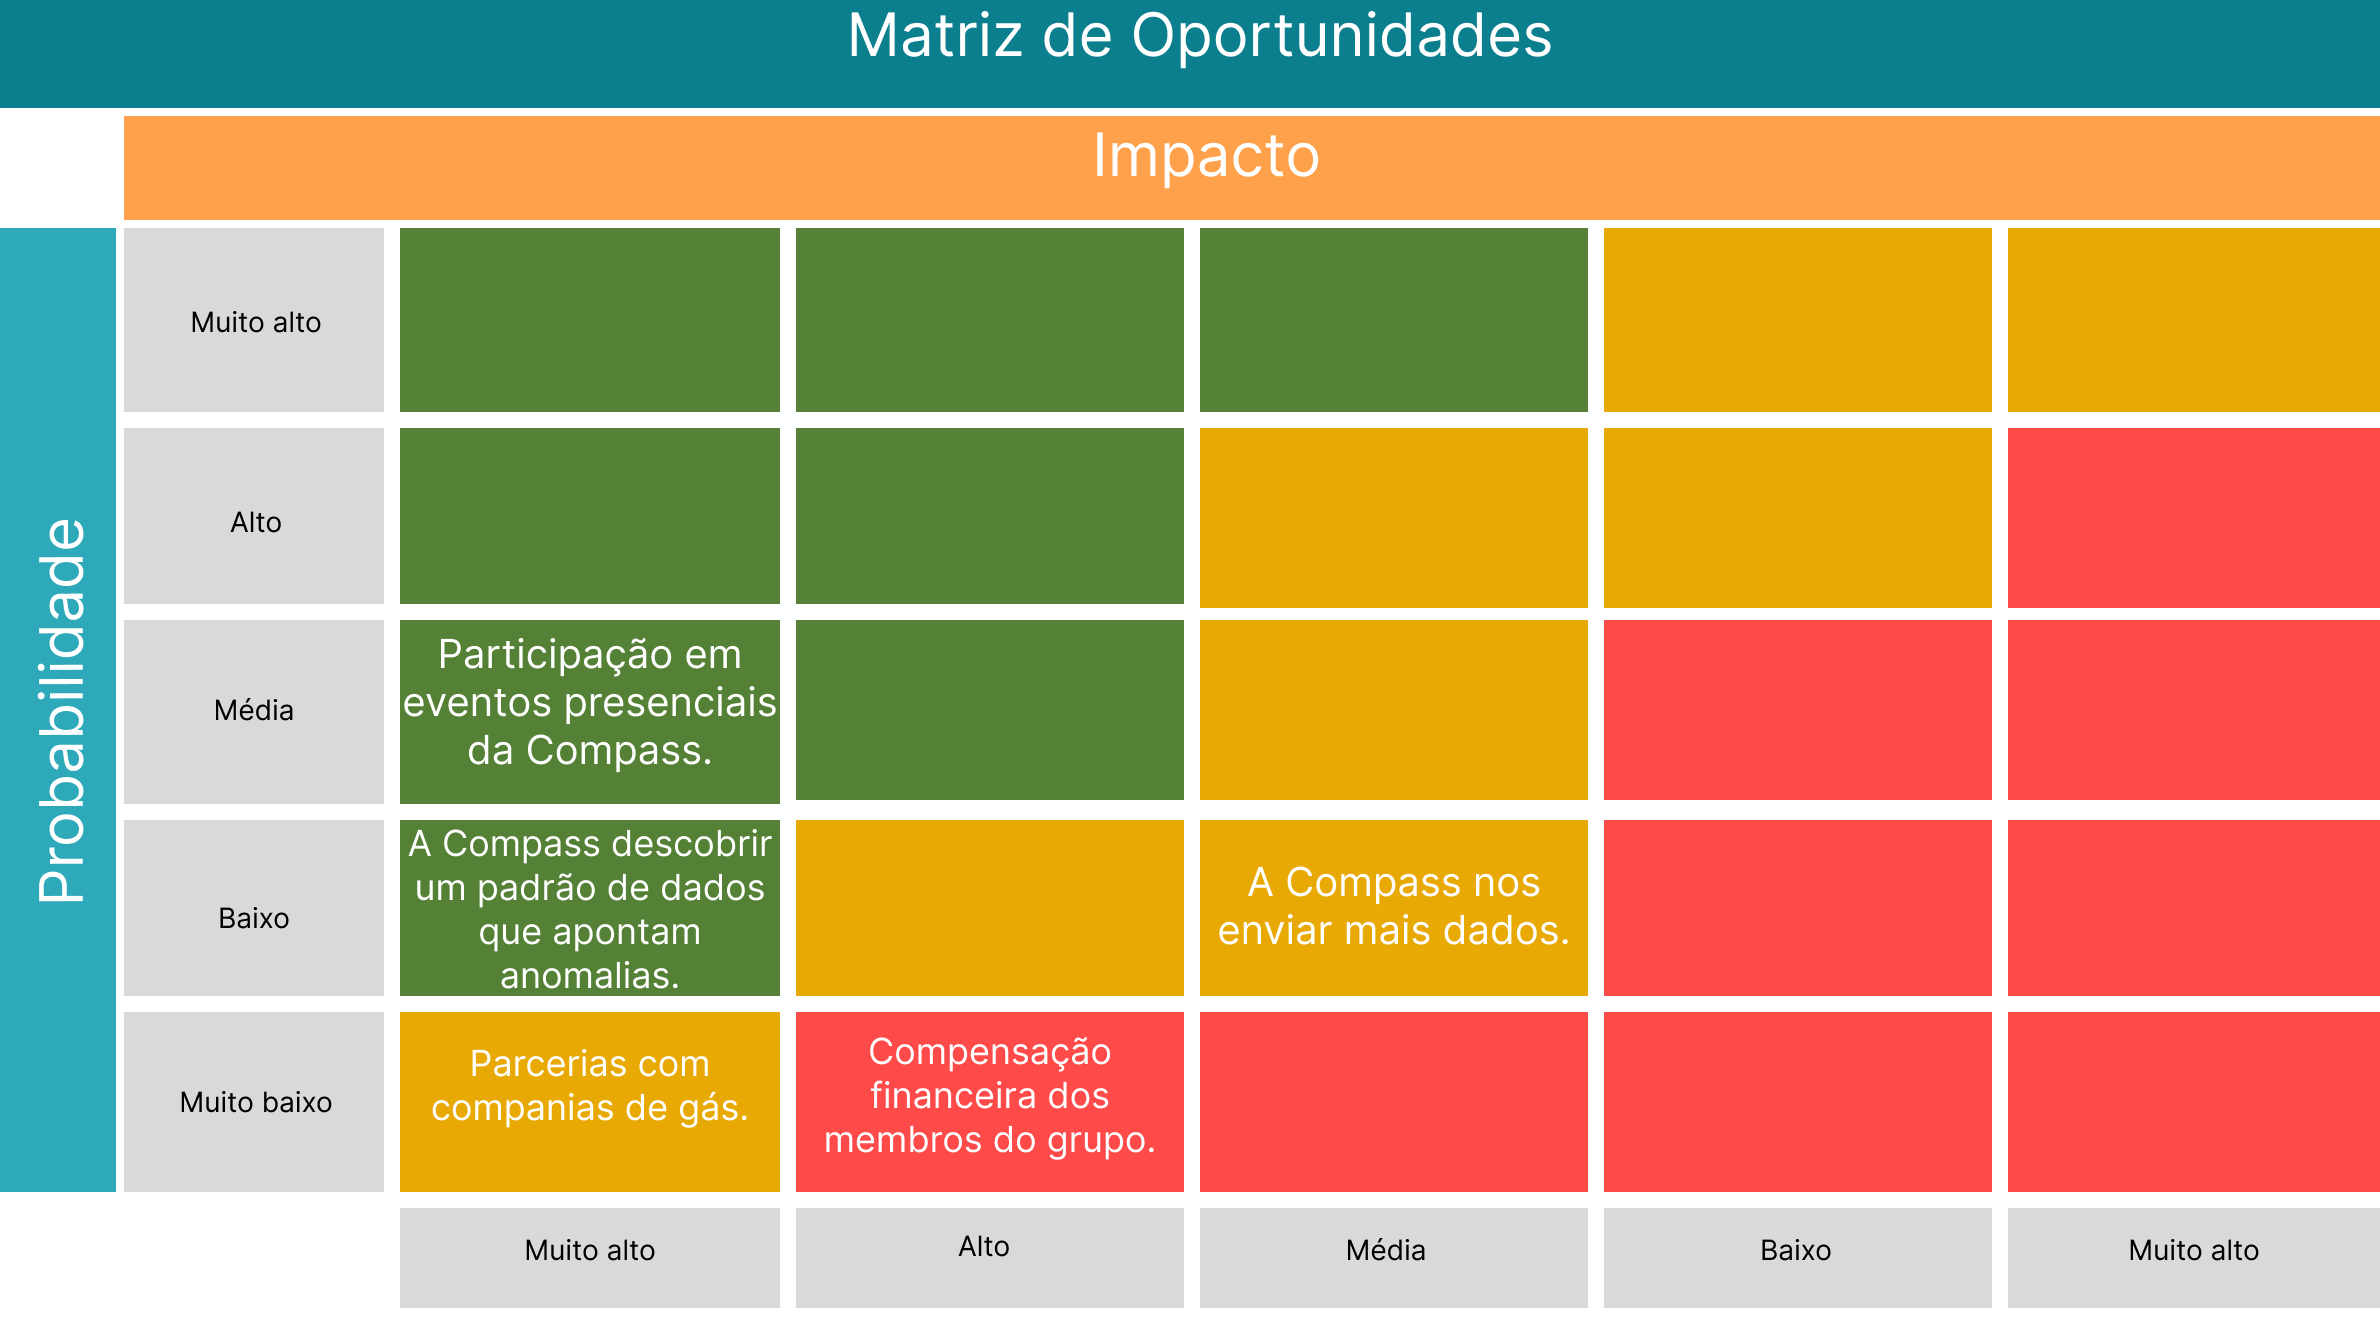 Matriz de Oportunidades
Impacto
Probabilidade
Muito alto
Alto
Média
Participação em
eventos presenciais
da Compass.
Baixo
A Compass descobrir
um padrão de dados
que apontam
anomalias.
A Compass nos
enviar mais dados.
Muito baixo
Parcerias com
companias de gás.
Compensação
financeira dos
membros do grupo.
Muito alto
Alto
Média
Baixo
Muito alto